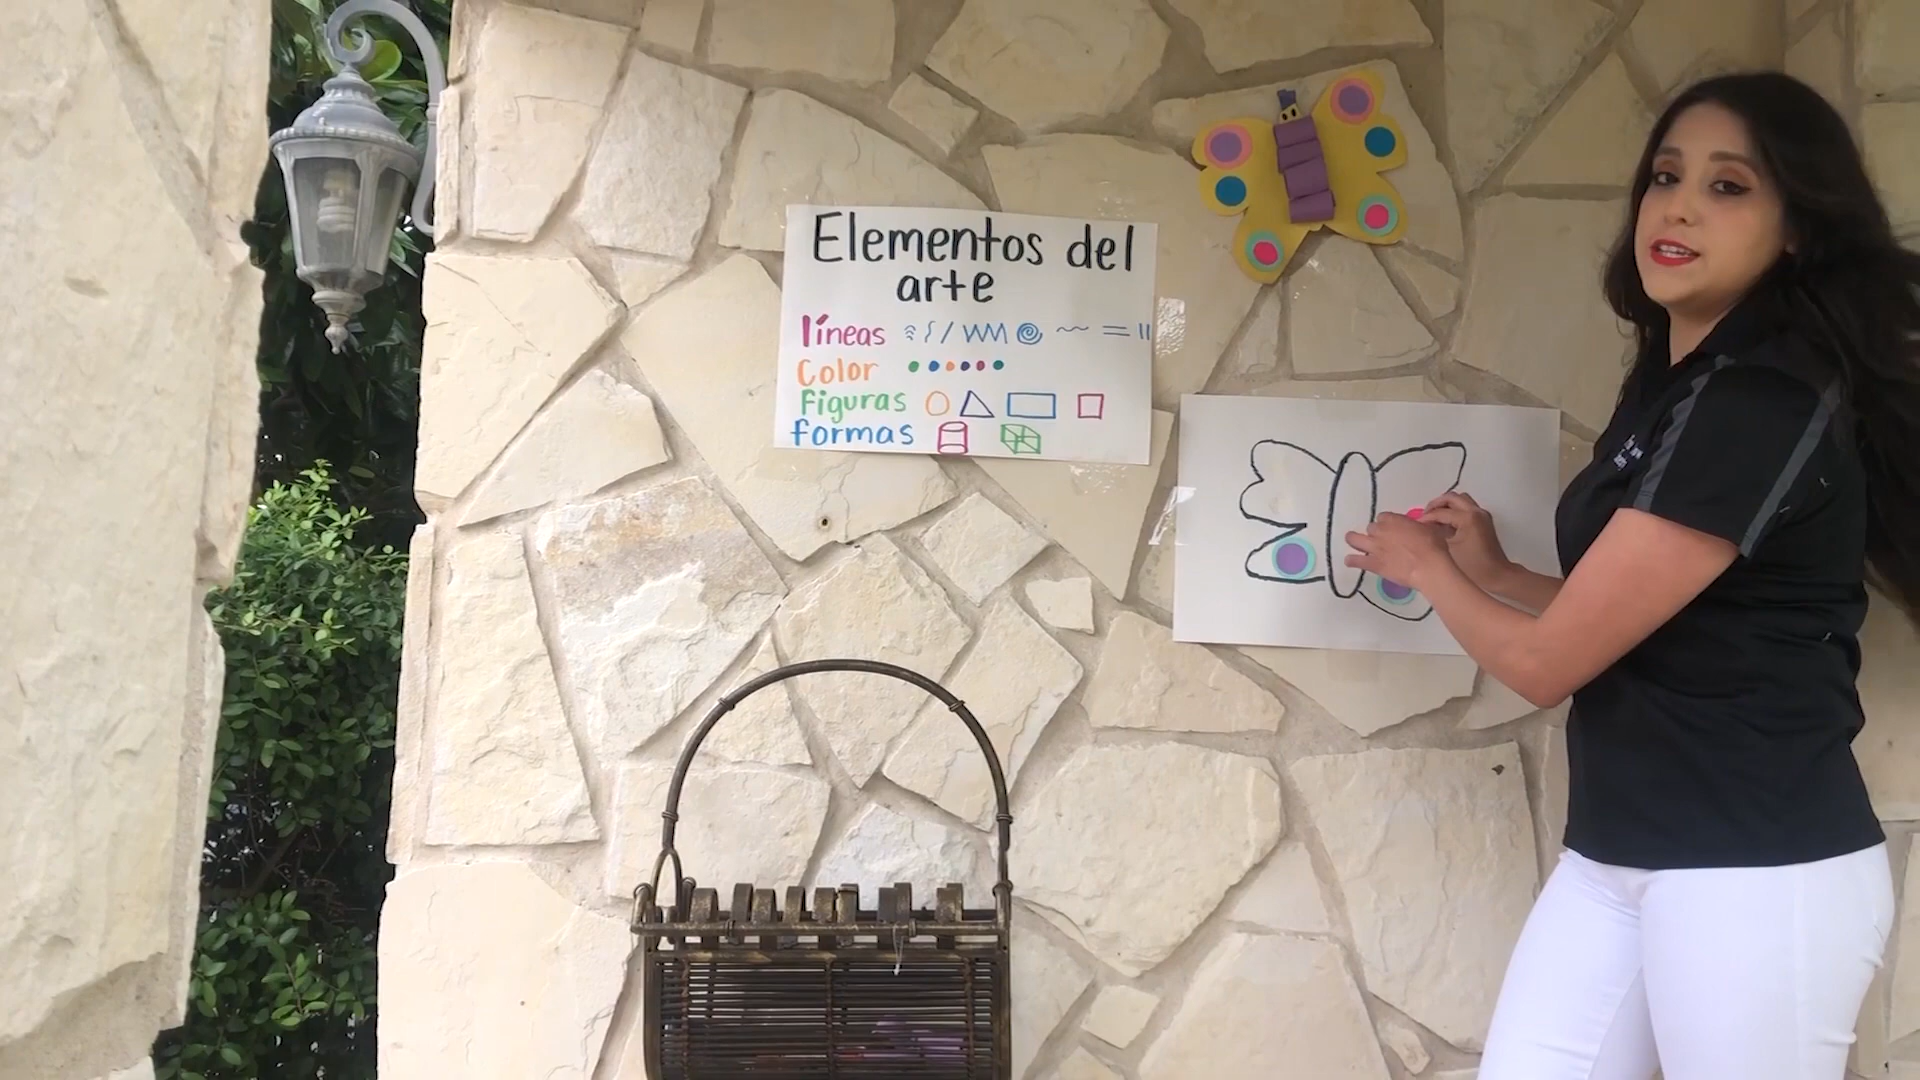 Elementos del
arte
líneas
Color
figuras
formas